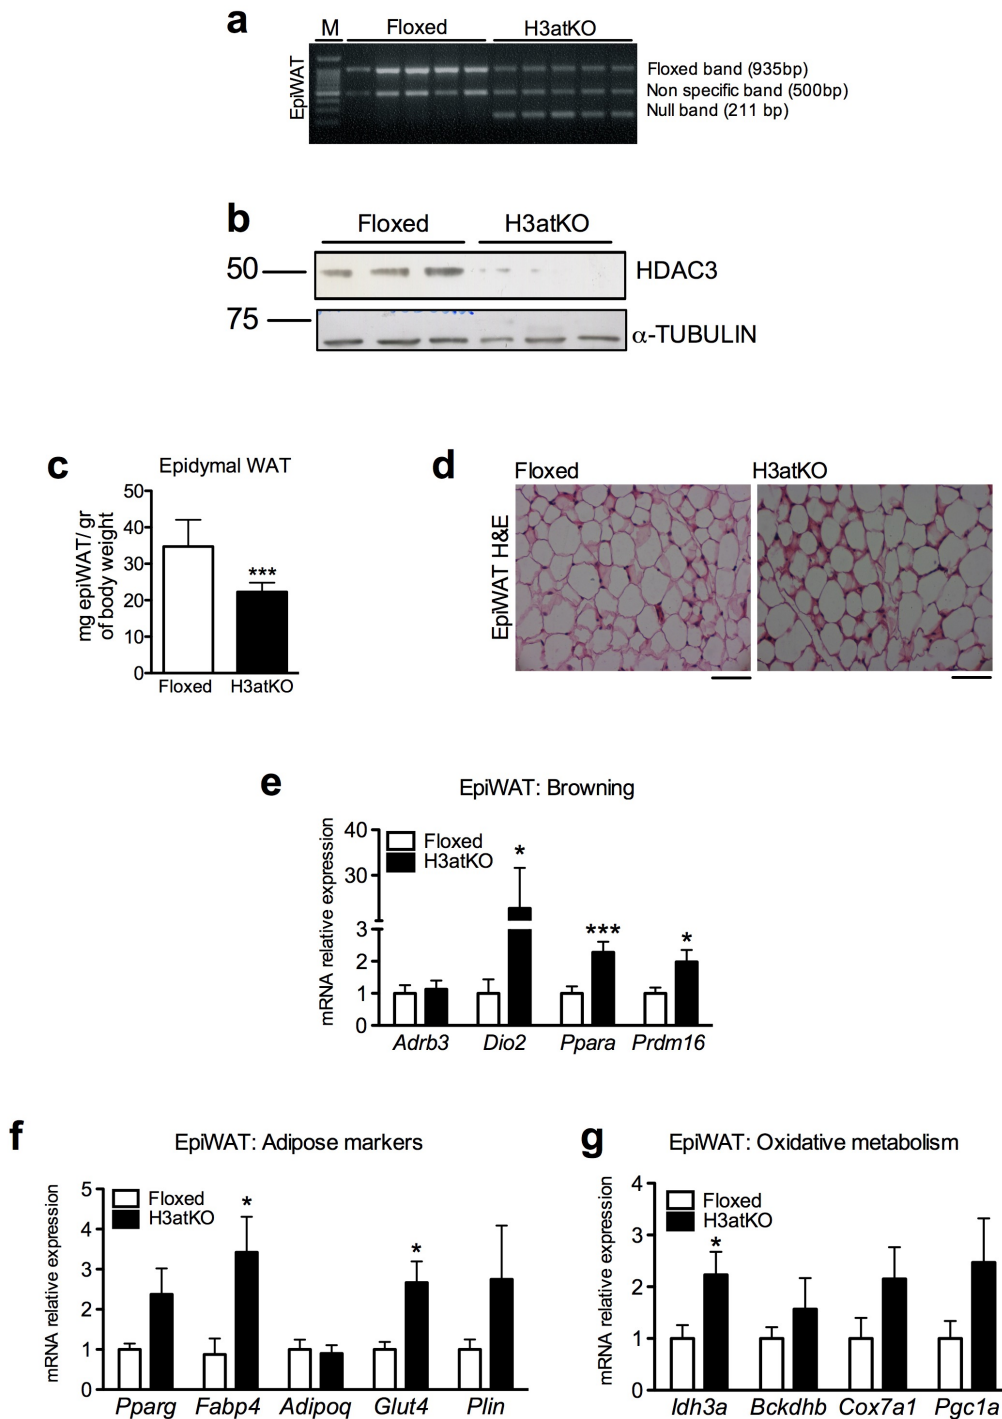 a
M Floxed H3atKO
EpiWAT
Floxed band (935bp)
Non specific band (500bp)
Null band (211 bp)
b
Floxed H3atKO
50 HDAC3
75
α-TUBULIN
c
Epidymal WAT
mg epiWAT/ gr
of body weight
50
40
30
20
10
0
***
Floxed H3atKO
d
Floxed H3atKO
EpiWAT H&E
e
EpiWAT: Browning
mRNA relative expression
40
30
3
2
1
0
Floxed
H3atKO
*
***
*
Adrb3 Dio2 Ppara Prdm16
f
EpiWAT: Adipose markers
mRNA relative expression
5
4
3
2
1
0
Floxed
H3atKO
*
*
Pparg Fabp4 Adipoq Glut4 Plin
g
EpiWAT: Oxidative metabolism
mRNA relative expression
4
3
2
1
0
Floxed
H3atKO
*
Idh3a Bckdhb Cox7a1 Pgc1a